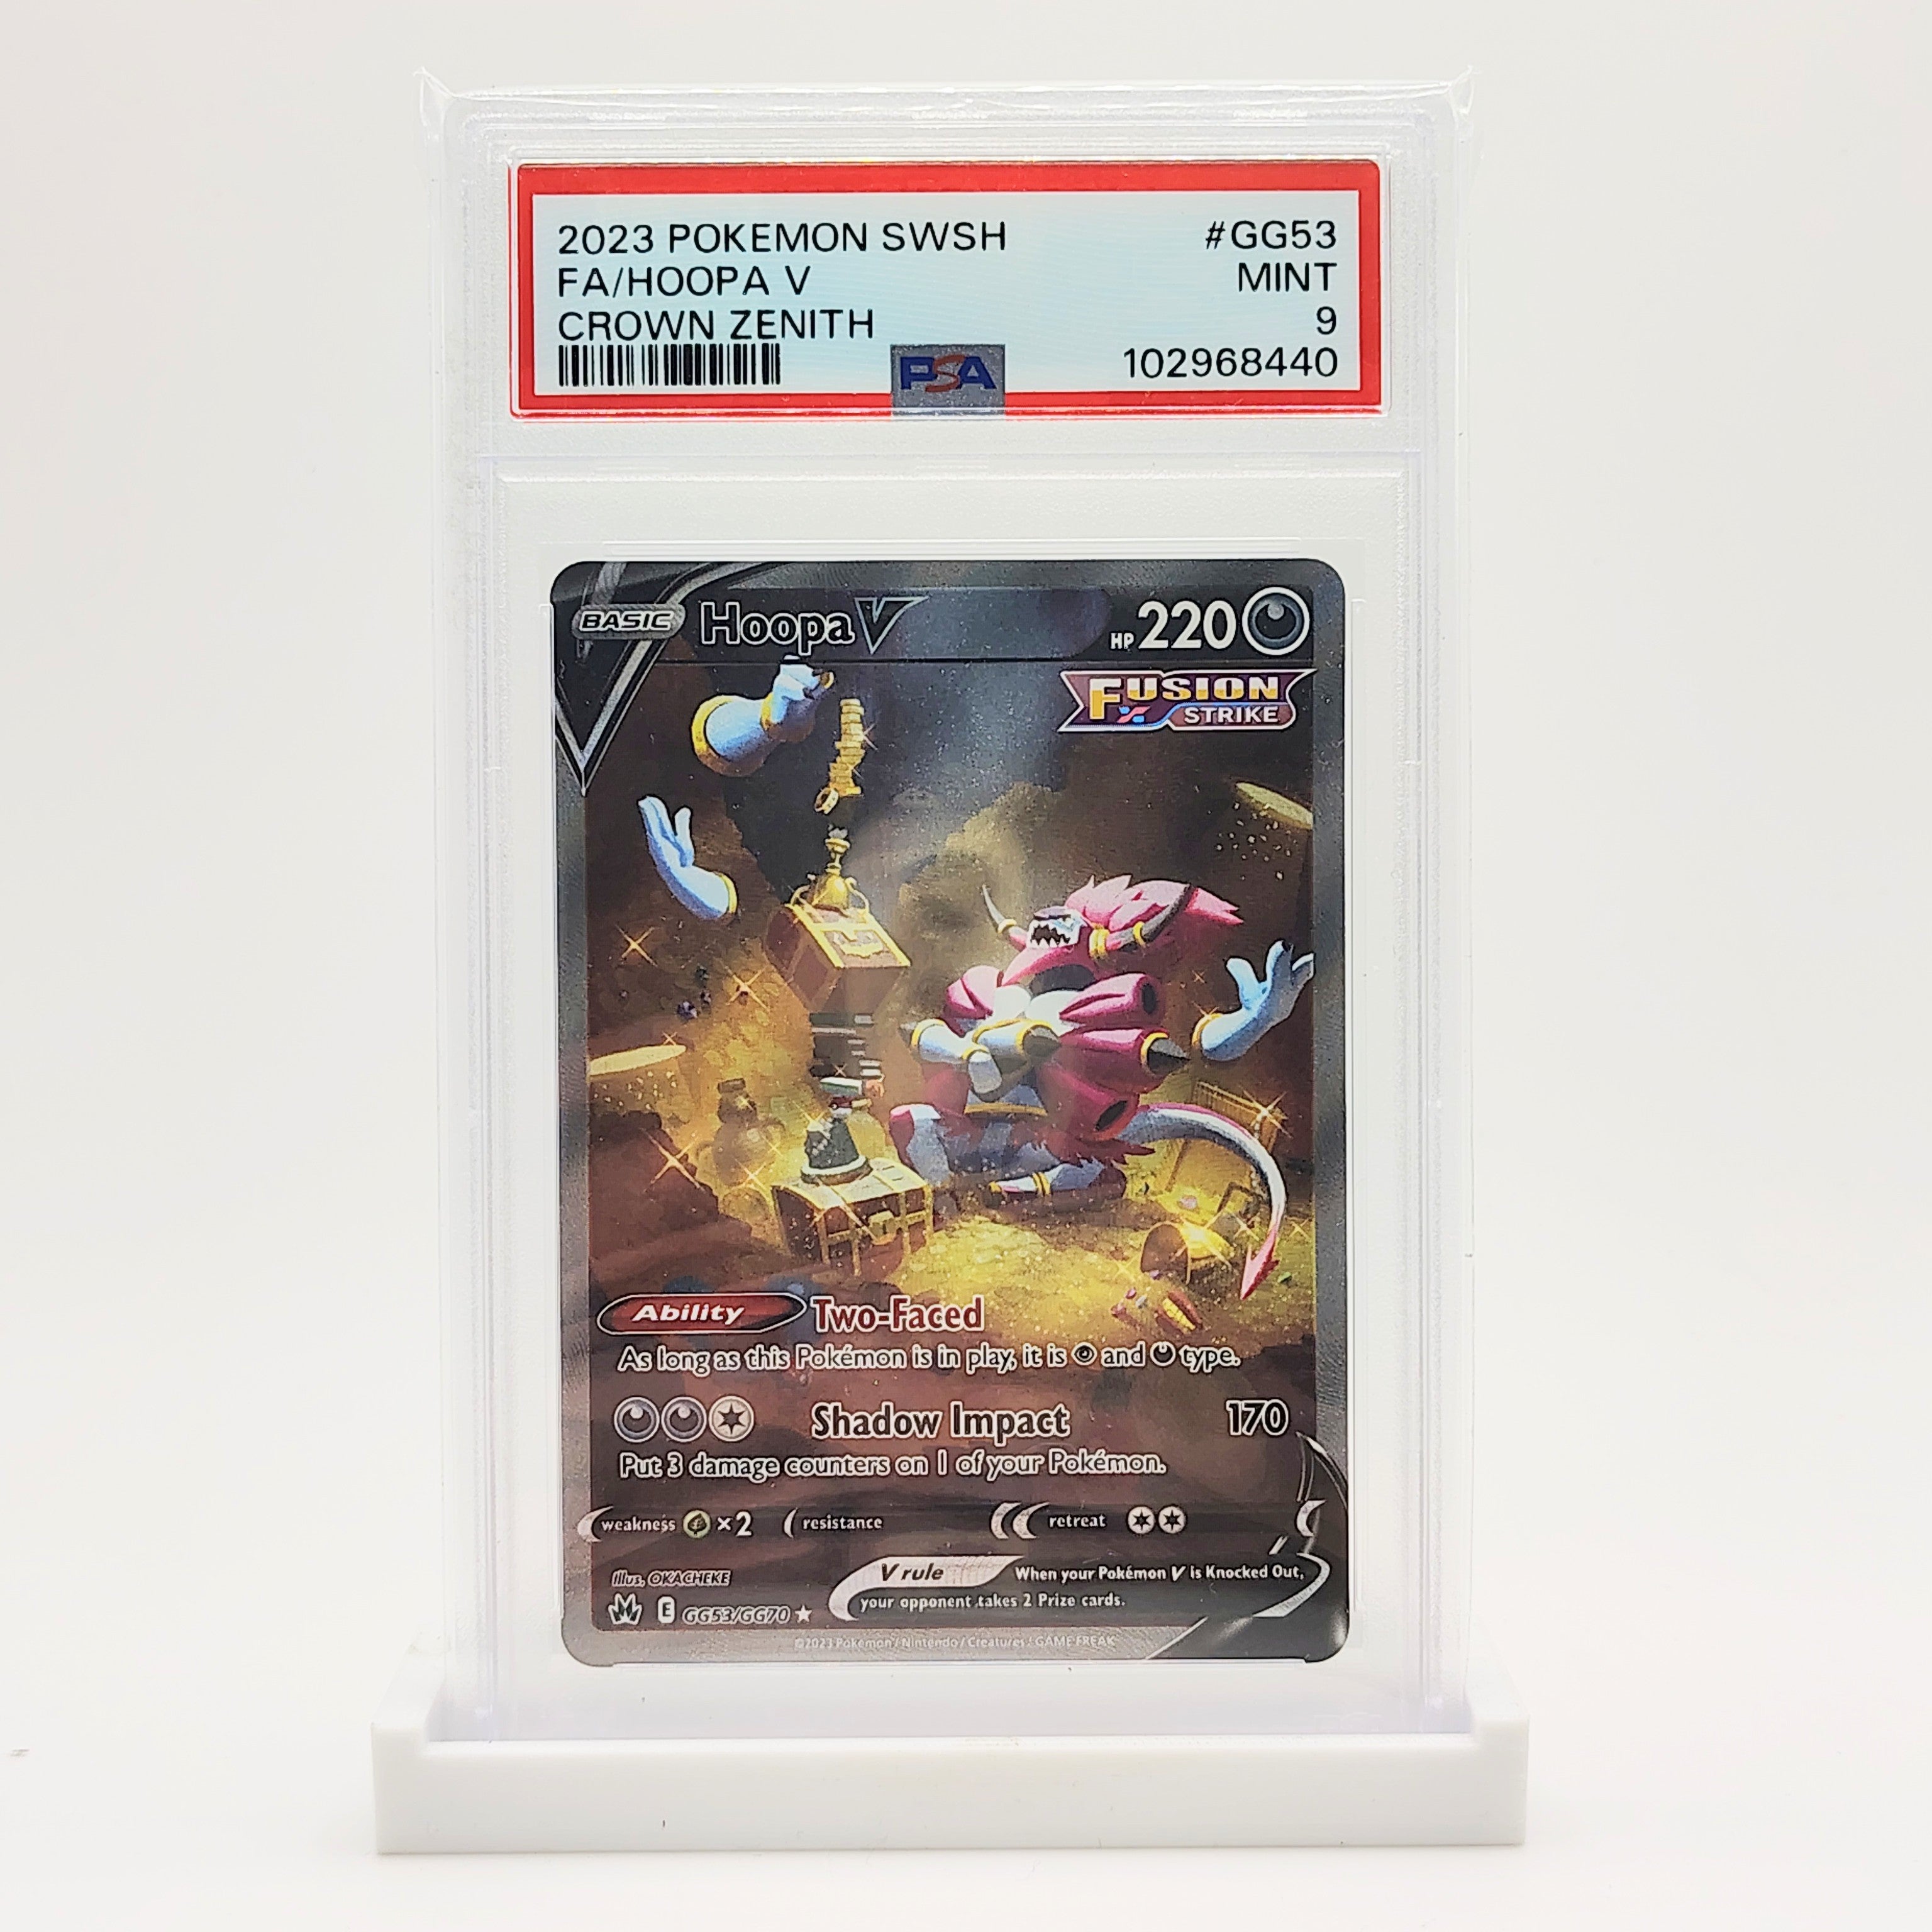 2023 POKEMON SWSH #GG53
FA/HOOPA V MINT
CROWN ZENITH 9
PSA 102968440
BASIC Hoopa V HP 220
FUSION
STRIKE
Ability Two-Faced
As long as this Pokémon is in play, it is and type.
Shadow Impact 170
Put 3 damage counters on 1 of your Pokémon.
weakness ×2 resistance retreat
V rule When your Pokémon V is Knocked Out,
your opponent takes 2 Prize cards.
Illus. OKACHEKE
E GG53/GG70
©2023 Pokémon / Nintendo / Creatures / GAME FREAK